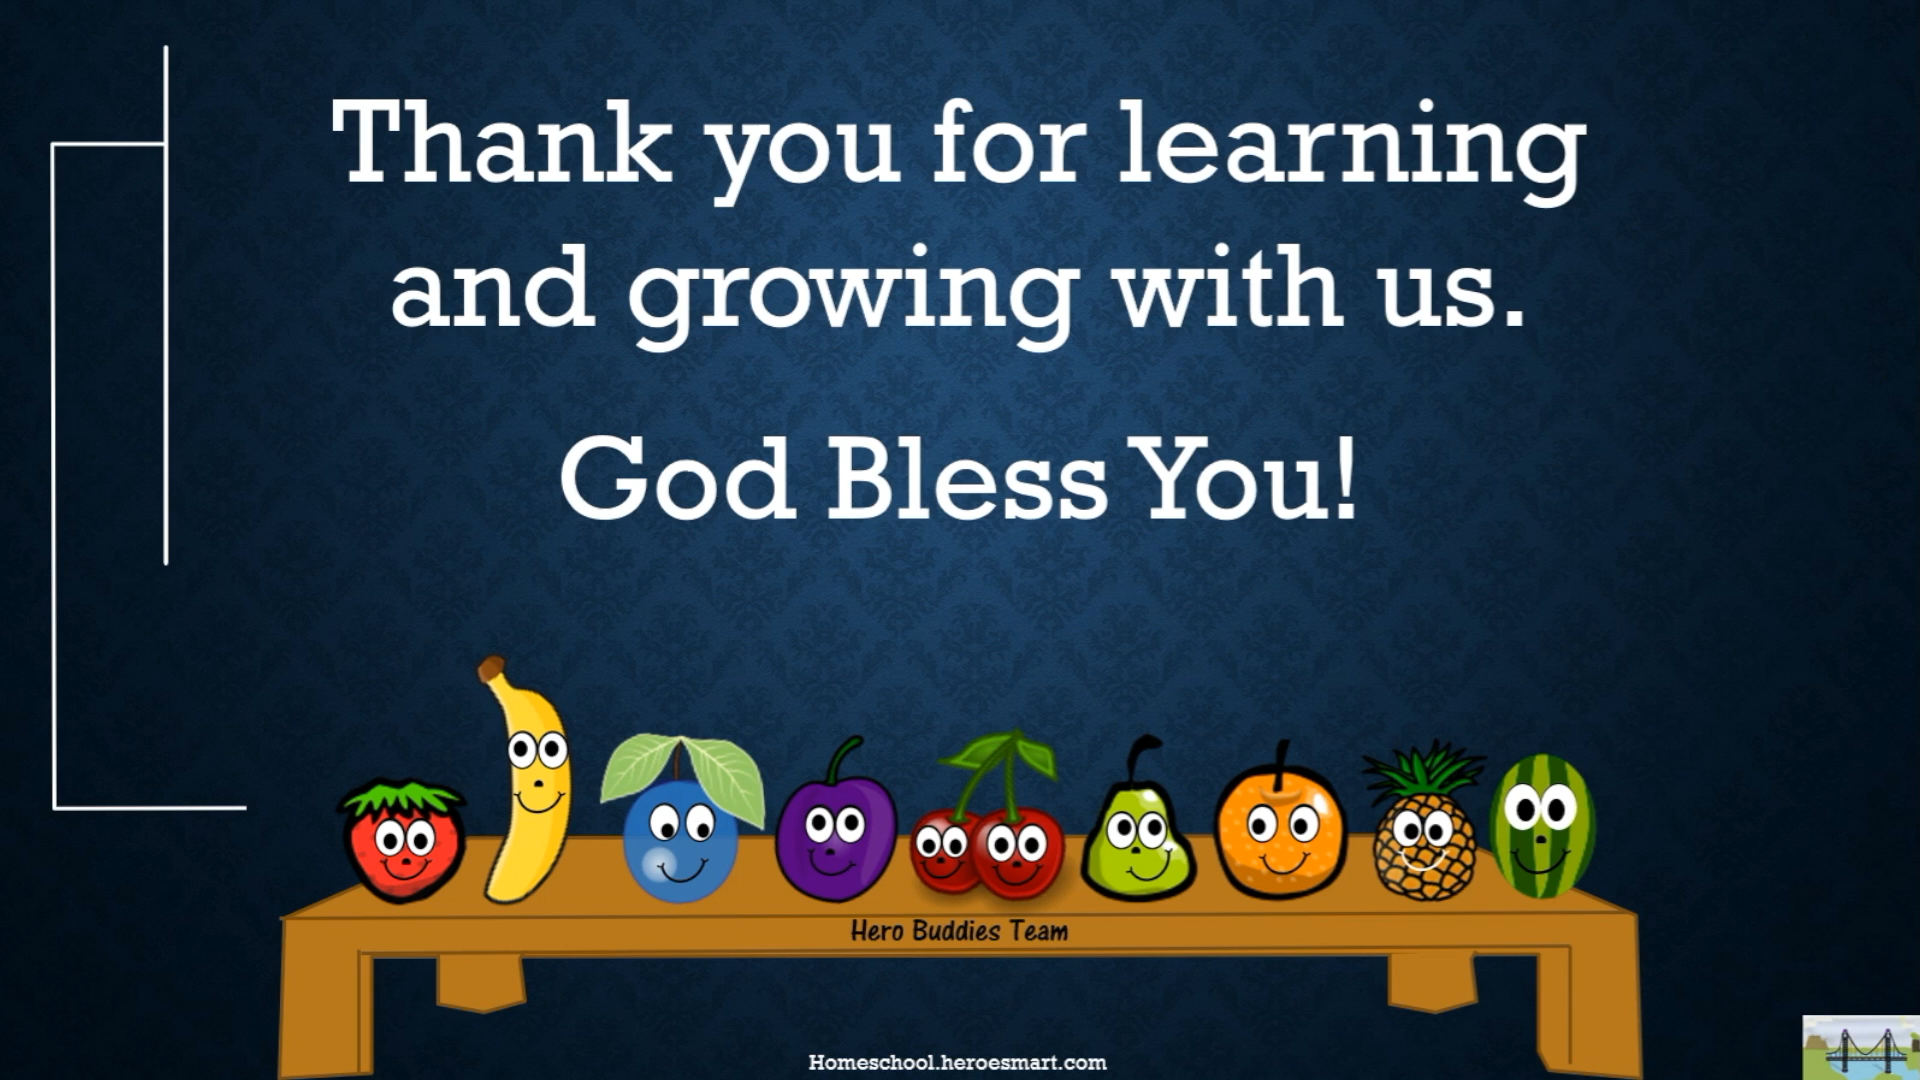 Thank you for learning
and growing with us.
God Bless You!
Hero Buddies Team
Homeschool.heroesmart.com